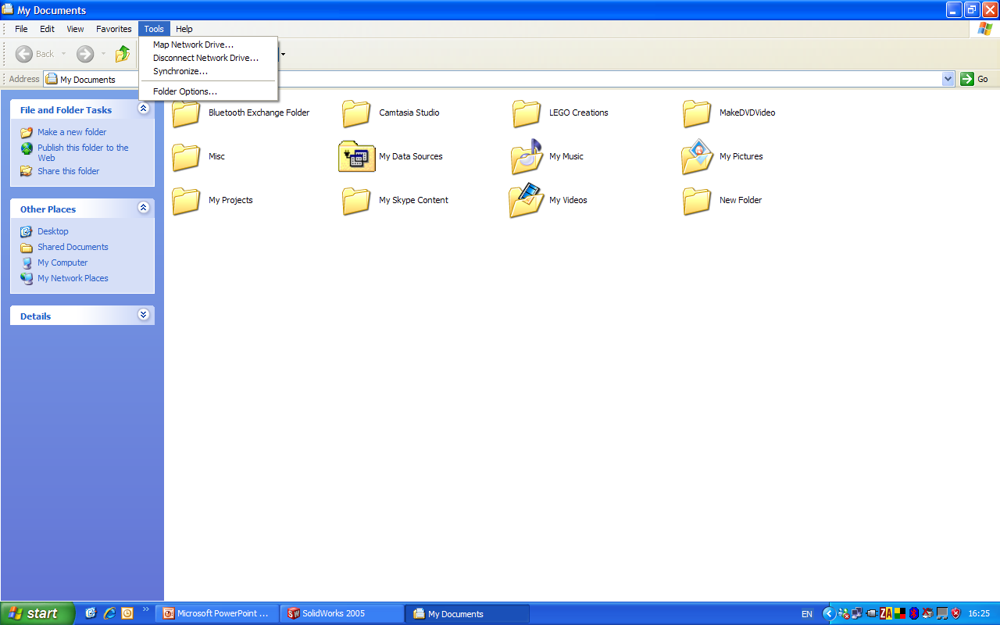 My Documents
File Edit View Favorites Tools Help
Map Network Drive...
Disconnect Network Drive...
Synchronize...
Folder Options...
Back
Address My Documents Go
File and Folder Tasks
Make a new folder
Publish this folder to the
Web
Share this folder
Other Places
Desktop
Shared Documents
My Computer
My Network Places
Details
Bluetooth Exchange Folder Camtasia Studio LEGO Creations MakeDVDVideo
Misc My Data Sources My Music My Pictures
My Projects My Skype Content My Videos New Folder
start Microsoft PowerPoint ... SW SolidWorks 2005 My Documents EN ZA 16:25